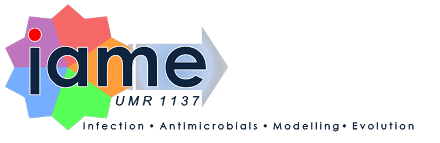 iame
UMR 1137
Infection • Antimicrobials • Modelling • Evolution